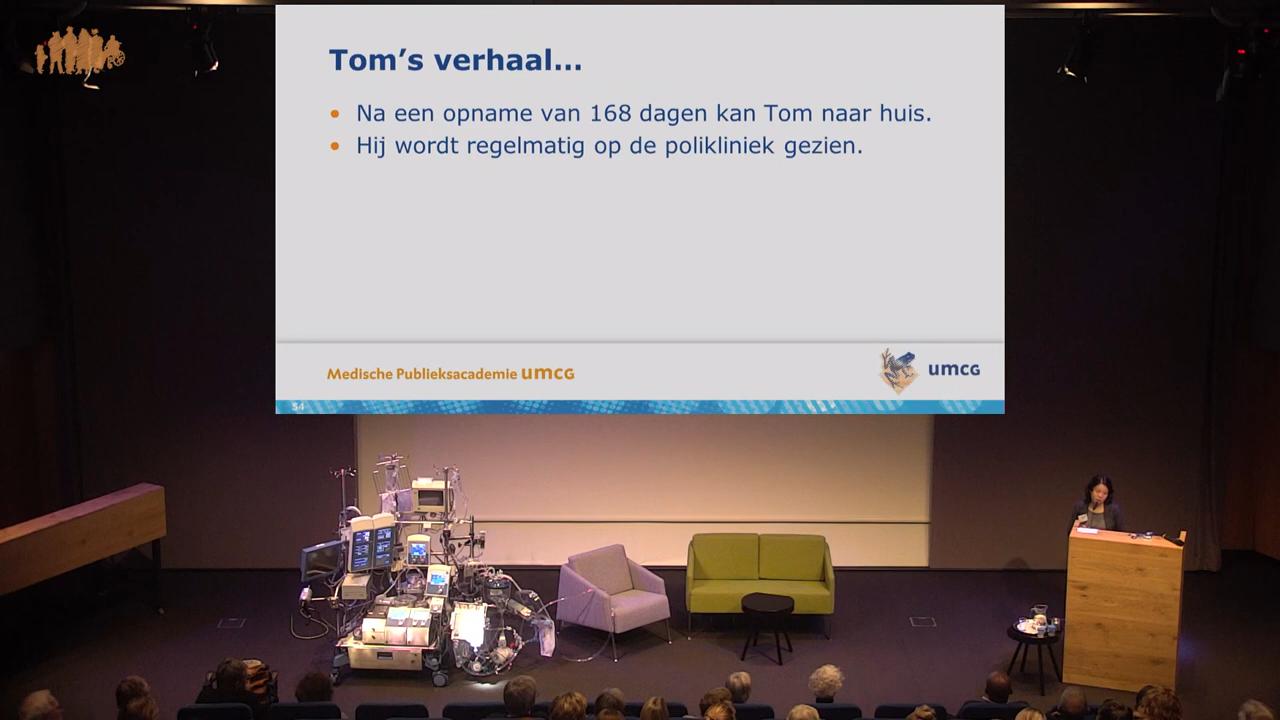 Tom’s verhaal...
• Na een opname van 168 dagen kan Tom naar huis.
• Hij wordt regelmatig op de polikliniek gezien.
Medische Publieksacademie umcg
umcg
54